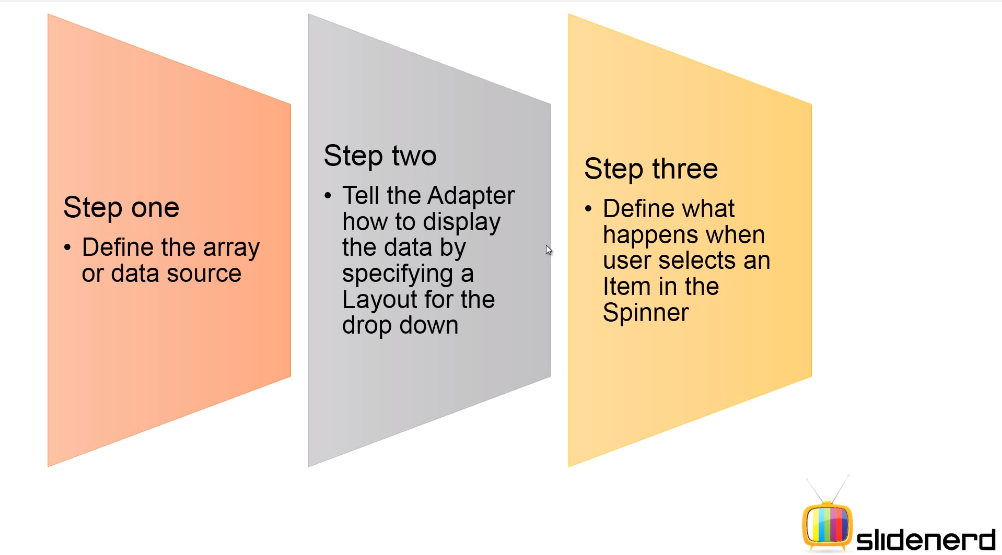 Step one
• Define the array
or data source
Step two
• Tell the Adapter
how to display
the data by
specifying a
Layout for the
drop down
Step three
• Define what
happens when
user selects an
Item in the
Spinner
slidenerd